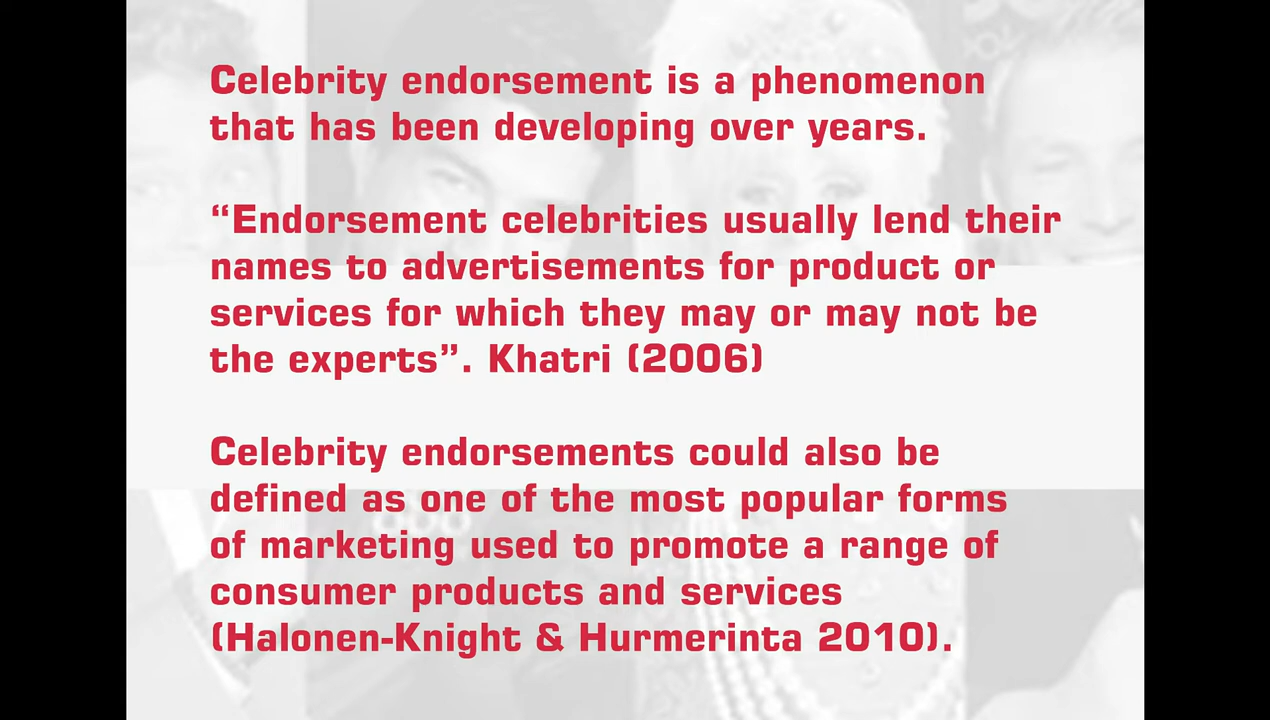 Celebrity endorsement is a phenomenon
that has been developing over years.
“Endorsement celebrities usually lend their
names to advertisements for product or
services for which they may or may not be
the experts”. Khatri (2006)
Celebrity endorsements could also be
defined as one of the most popular forms
of marketing used to promote a range of
consumer products and services
(Halonen-Knight & Hurmerinta 2010).